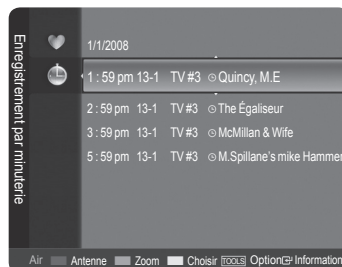 Enregistrement par minuterie
1/1/2008
1 : 59 pm 13-1 TV #3 Quincy, M.E
2 : 59 pm 13-1 TV #3 The Égaliseur
3 : 59 pm 13-1 TV #3 McMillan & Wife
5 : 59 pm 13-1 TV #3 M.Spillane's mike Hammer
Air Antenne Zoom Choisir TOOLS Option Information